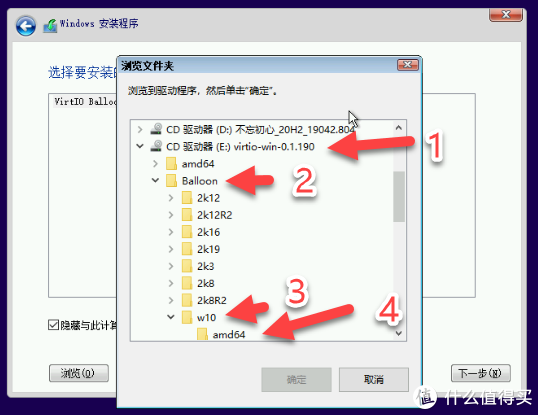 Windows 安装程序
选择要安装的
VirtIO Balloo
浏览文件夹
浏览到驱动程序，然后单击“确定”。
CD 驱动器 (D:) 不忘初心_20H2_19042.804
CD 驱动器 (E:) virtio-win-0.1.190
1
amd64
Balloon
2
2k12
2k12R2
2k16
2k19
2k3
2k8
2k8R2
3
w10
4
amd64
隐藏与此计算
浏览(O)
确定
取消
下一步(N)
值 什么值得买